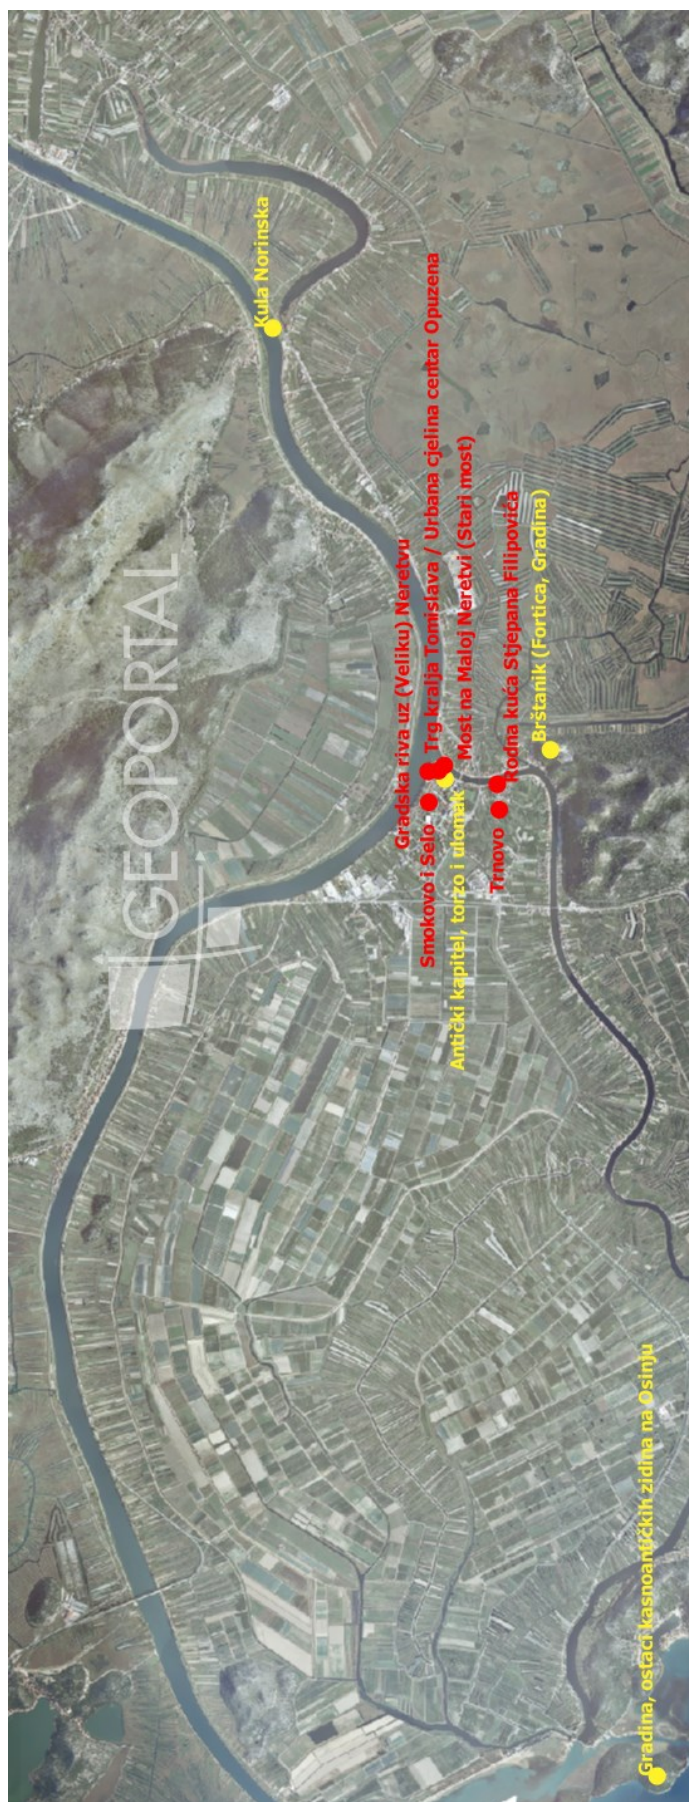 Kula Norinska
Gradska riva uz (Veliku) Neretvu
Trg kralja Tomislava / Urbana cjelina centar Opuzena
Most na Maloj Neretvi (Stari most)
Rodna kuća Stjepana Filipovića
Brštanik (Fortica, Gradina)
Smokovo i Selo
Antički kapitel, torzo i ulomak
Trnovo
GEOPORTAL
Gradina, ostaci kasnoantičkih zidina na Osinju